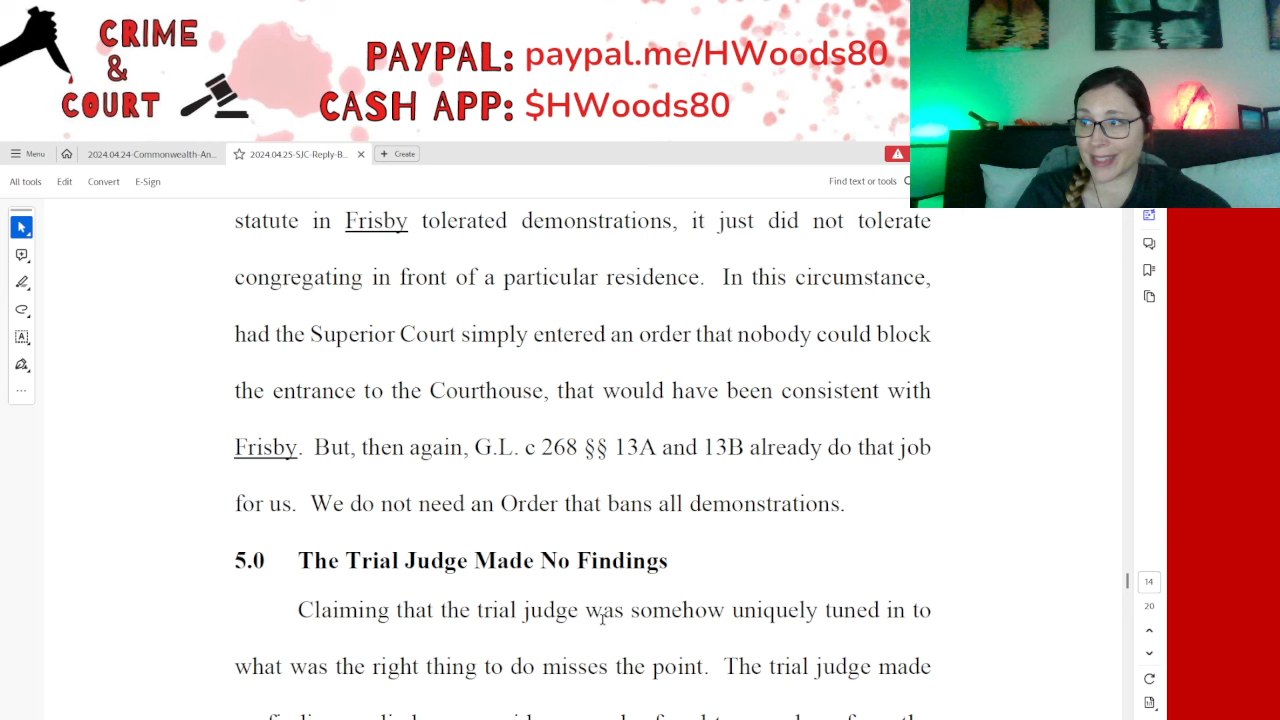 CRIME
&
COURT
PAYPAL: paypal.me/HWoods80
CASH APP: $HWoods80
Menu
2024.04.24-Commonwealth-An...
2024.04.25-SJC-Reply-B...
Create
All tools
Edit
Convert
E-Sign
Find text or tools
statute in Frisby tolerated demonstrations, it just did not tolerate
congregating in front of a particular residence. In this circumstance,
had the Superior Court simply entered an order that nobody could block
the entrance to the Courthouse, that would have been consistent with
Frisby. But, then again, G.L. c 268 §§ 13A and 13B already do that job
for us. We do not need an Order that bans all demonstrations.
5.0 The Trial Judge Made No Findings
Claiming that the trial judge was somehow uniquely tuned in to
what was the right thing to do misses the point. The trial judge made
14
20